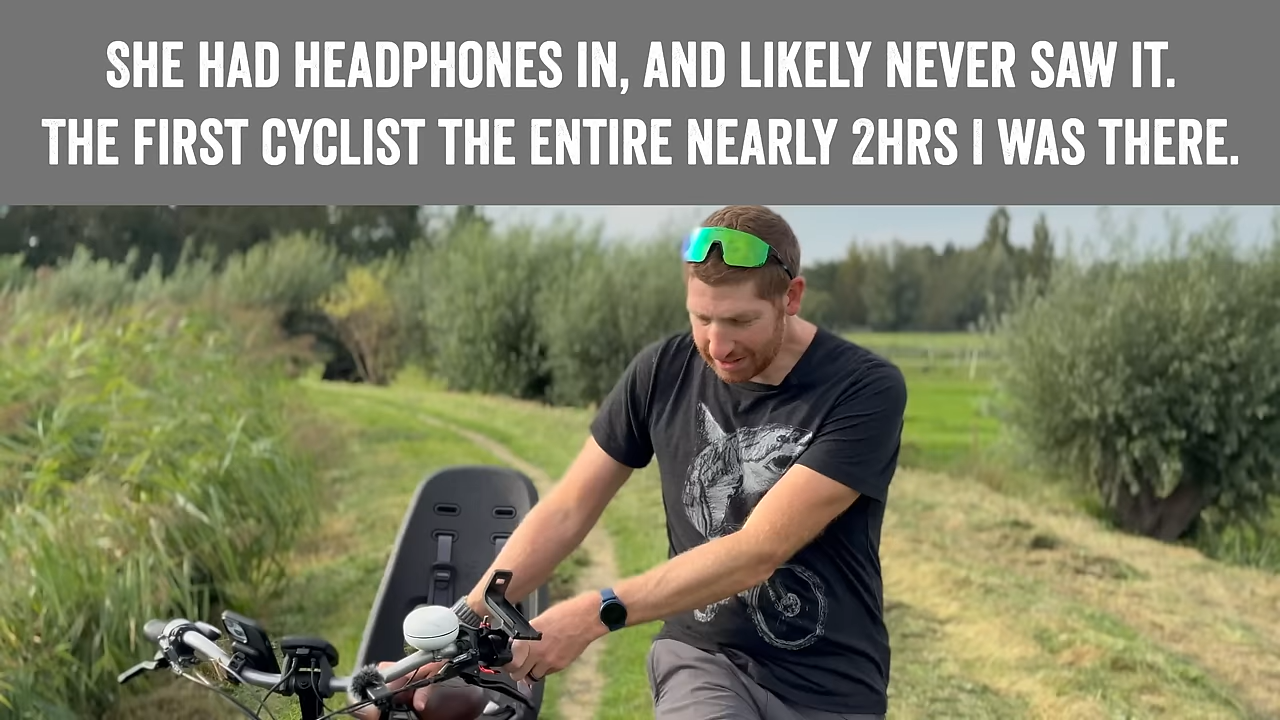 SHE HAD HEADPHONES IN, AND LIKELY NEVER SAW IT.
THE FIRST CYCLIST THE ENTIRE NEARLY 2HRS I WAS THERE.